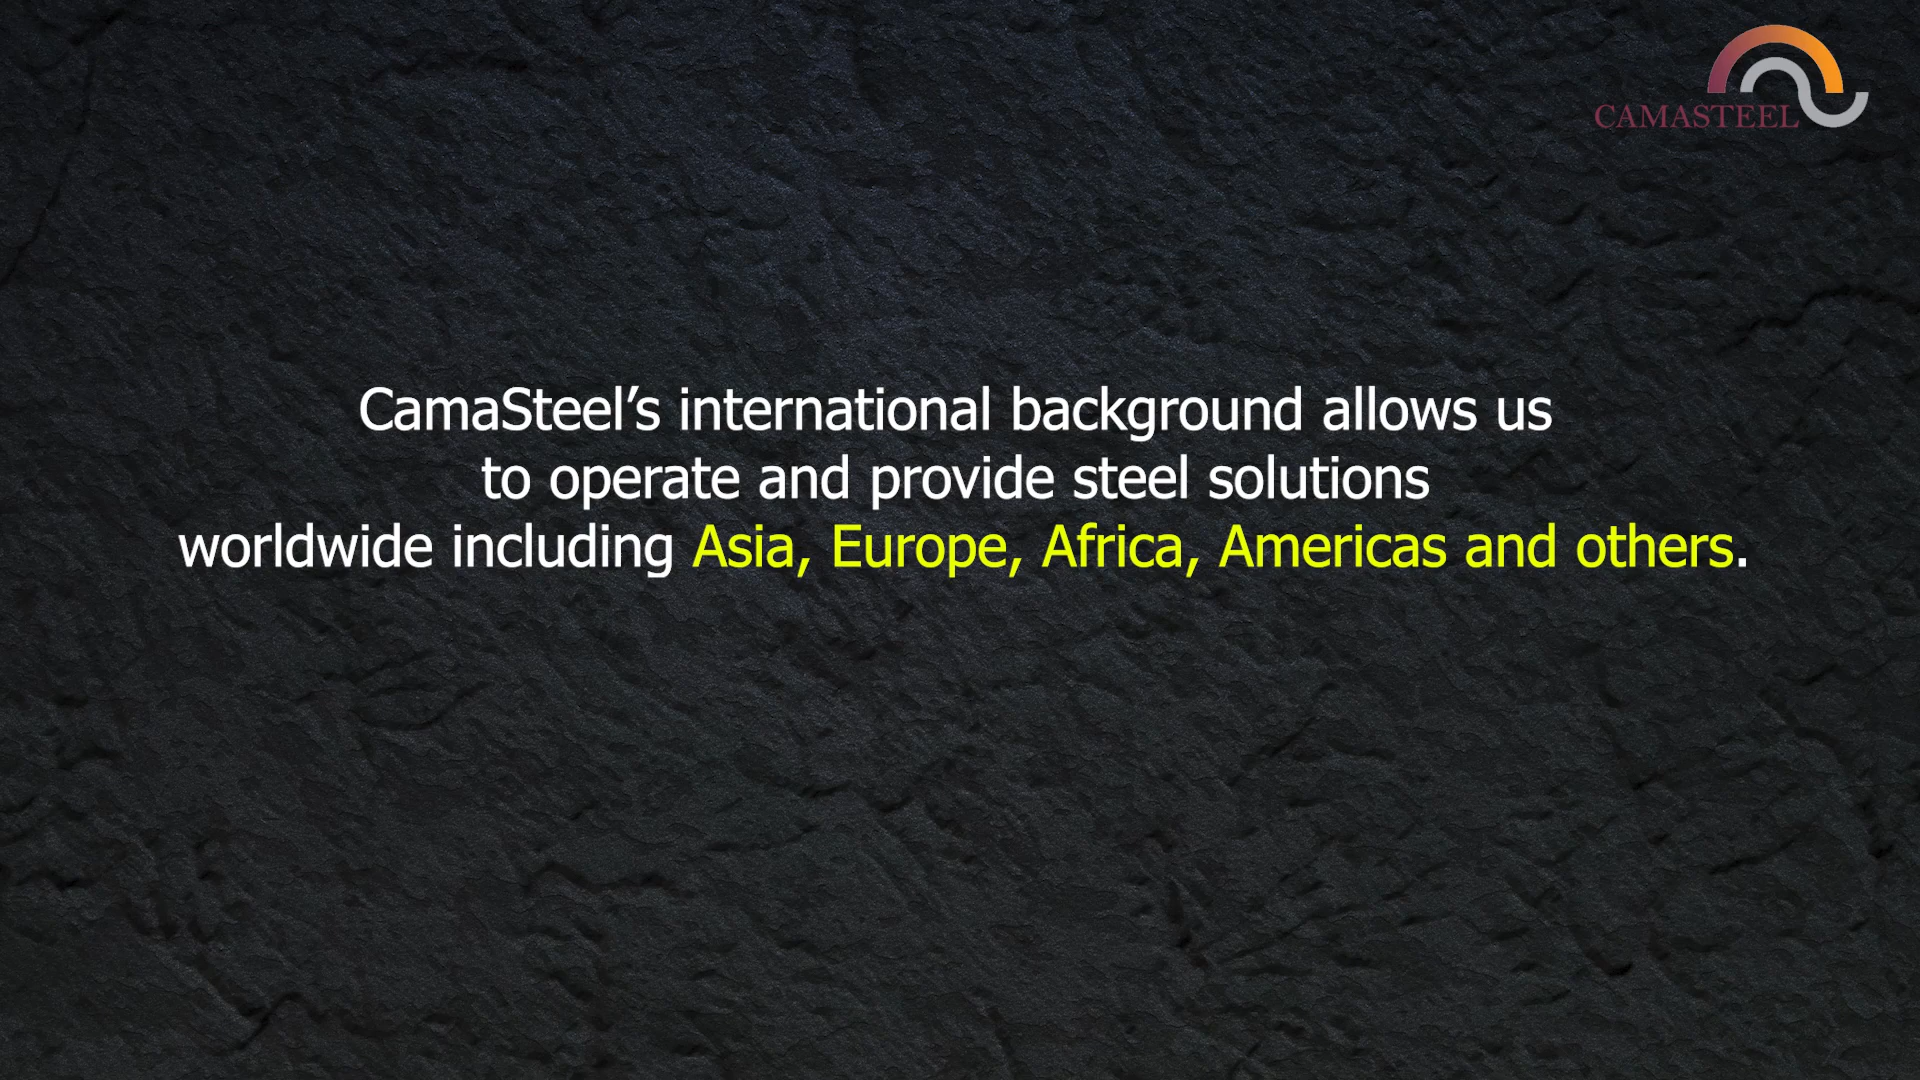 CAMASTEEL
CamaSteel’s international background allows us
to operate and provide steel solutions
worldwide including Asia, Europe, Africa, Americas and others.